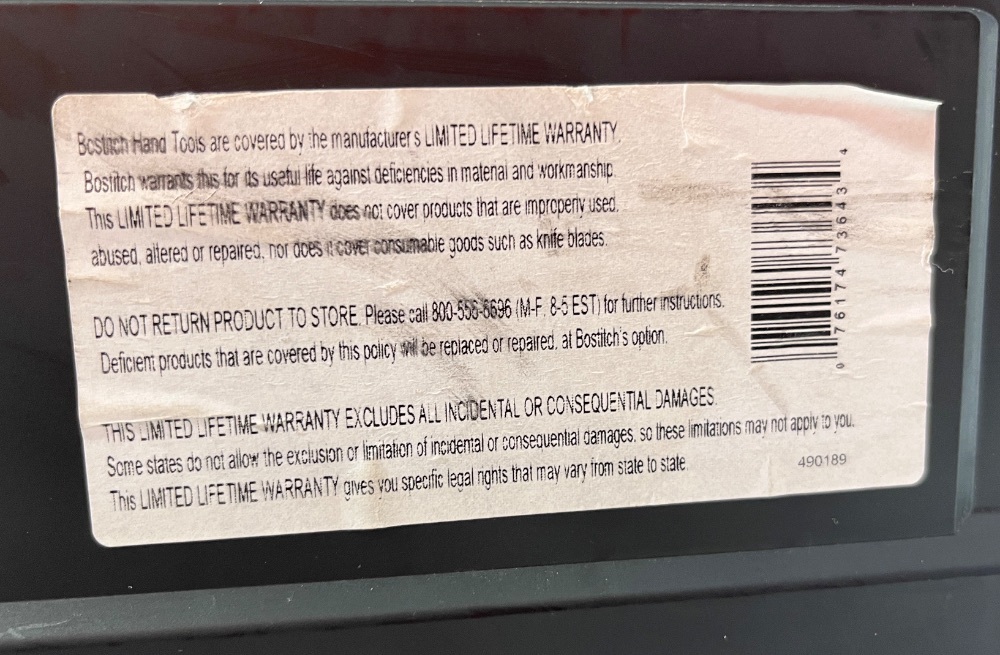 Bostitch Hand Tools are covered by the manufacturer's LIMITED LIFETIME WARRANTY.
Bostitch warrants this for its useful life against deficiencies in material and workmanship.
This LIMITED LIFETIME WARRANTY does not cover products that are improperly used,
abused, altered or repaired, nor does it cover consumable goods such as knife blades.
DO NOT RETURN PRODUCT TO STORE. Please call 800-556-6696 (M-F, 8-5 EST) for further instructions.
Deficient products that are covered by this policy will be replaced or repaired, at Bostitch's option.
THIS LIMITED LIFETIME WARRANTY EXCLUDES ALL INCIDENTAL OR CONSEQUENTIAL DAMAGES.
Some states do not allow the exclusion or limitation of incidental or consequential damages, so these limitations may not apply to you.
This LIMITED LIFETIME WARRANTY gives you specific legal rights that may vary from state to state.
0 76174 73643 4
490189